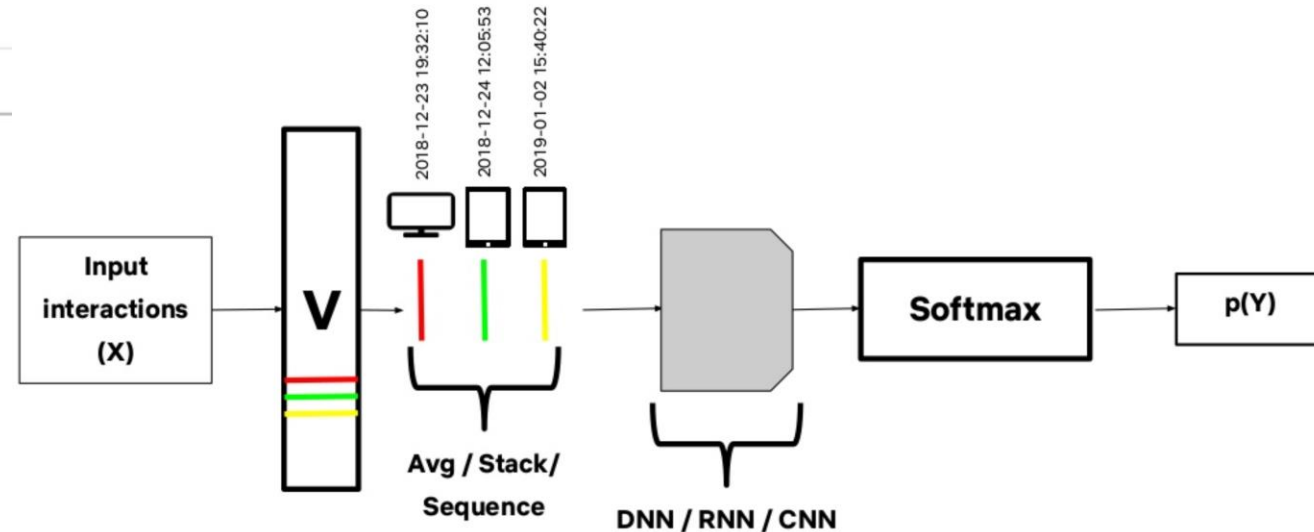 2018-12-23 19:32:10
2018-12-24 12:05:53
2019-01-02 15:40:22
Input
interactions
(X)
V
Softmax
p(Y)
Avg / Stack/
Sequence
DNN / RNN / CNN